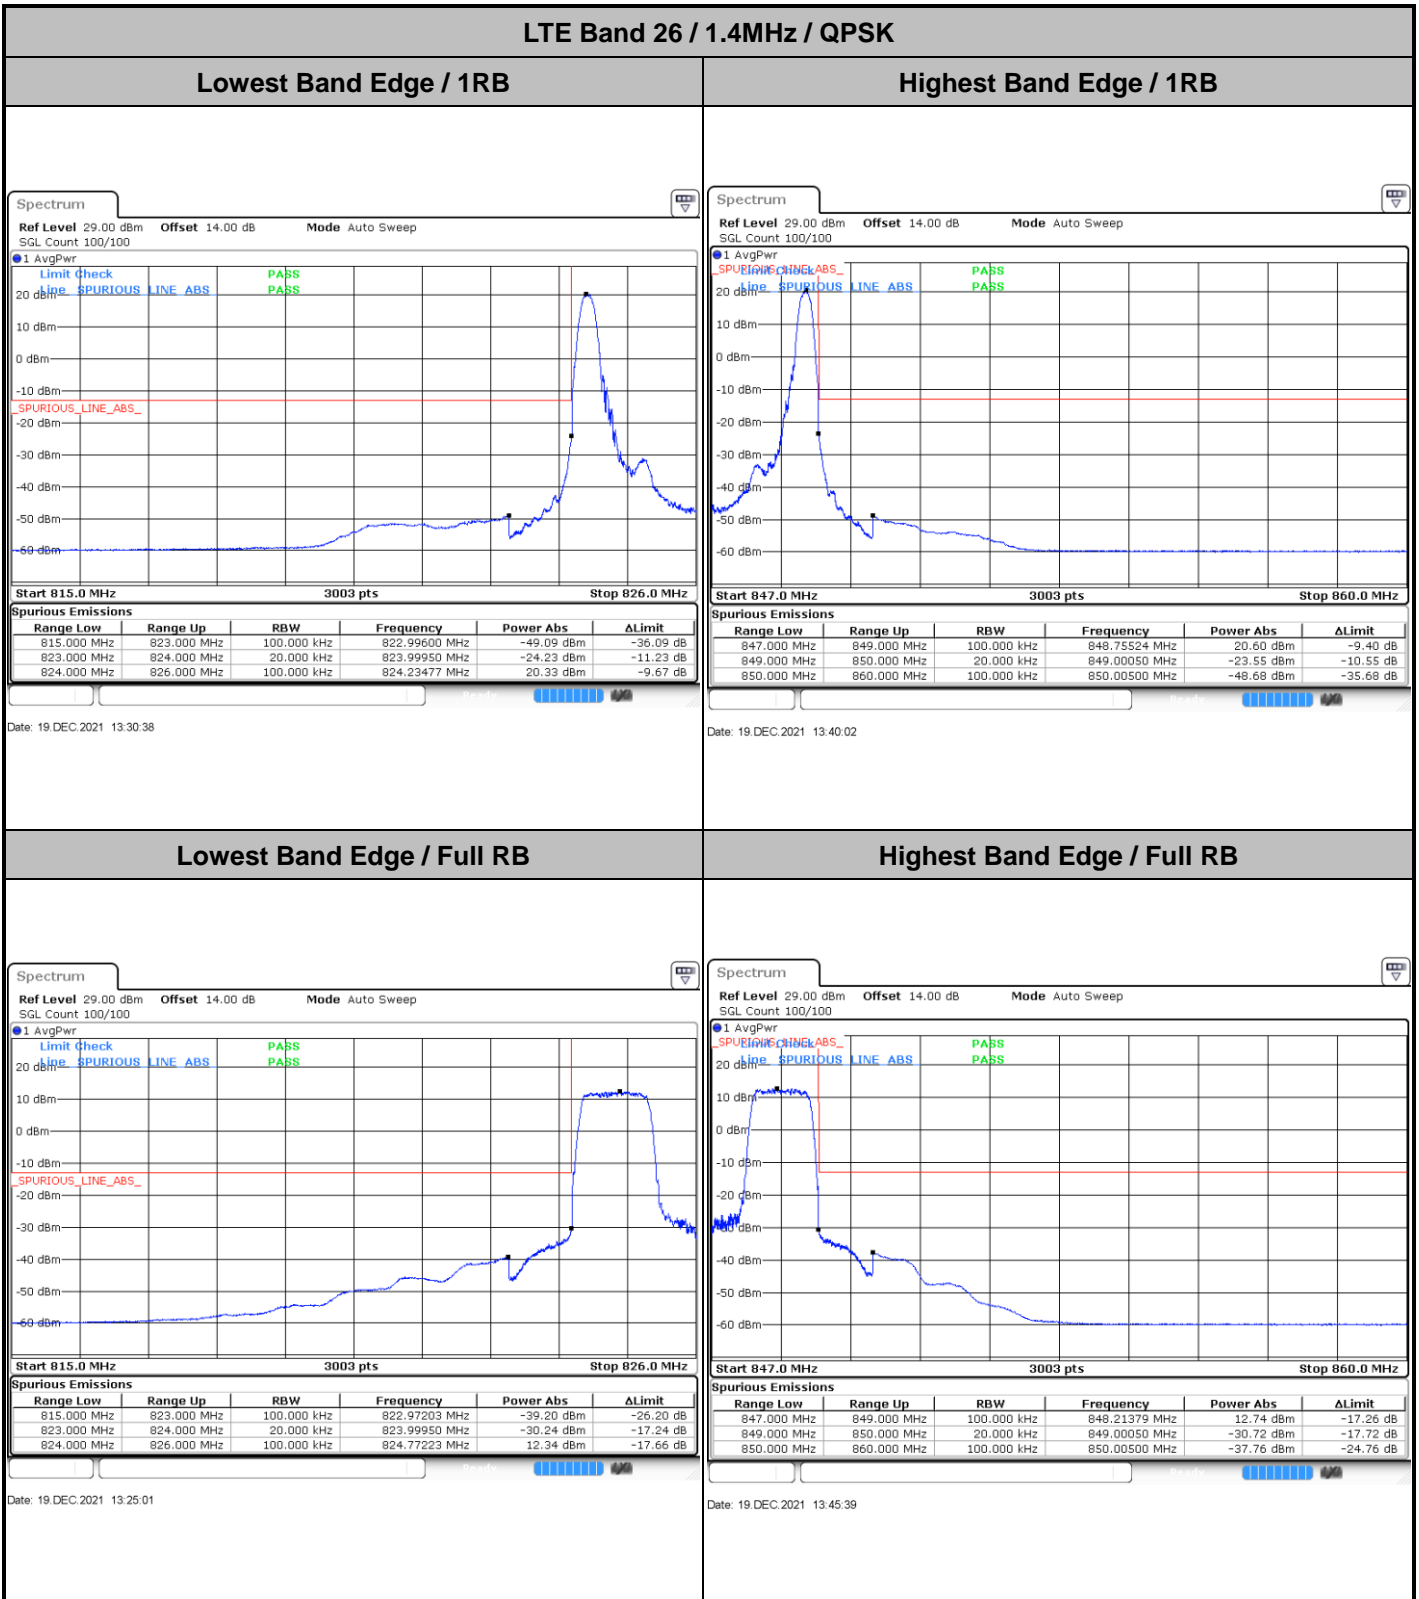 LTE Band 26 / 1.4MHz / QPSK
Lowest Band Edge / 1RB
Highest Band Edge / 1RB
Spectrum
Ref Level 29.00 dBm Offset 14.00 dB Mode Auto Sweep
SGL Count 100/100
1 AvgPwr
Limit Check PASS
Line _SPURIOUS_LINE_ABS_ PASS
20 dBm
10 dBm
0 dBm
-10 dBm
_SPURIOUS_LINE_ABS_
-20 dBm
-30 dBm
-40 dBm
-50 dBm
-60 dBm
Start 815.0 MHz 3003 pts Stop 826.0 MHz
Spurious Emissions
Range Low Range Up RBW Frequency Power Abs ΔLimit
815.000 MHz 823.000 MHz 100.000 kHz 822.99600 MHz -49.09 dBm -36.09 dB
823.000 MHz 824.000 MHz 20.000 kHz 823.99950 MHz -24.23 dBm -11.23 dB
824.000 MHz 826.000 MHz 100.000 kHz 824.23477 MHz 20.33 dBm -9.67 dB
Ready
Date: 19.DEC.2021 13:30:38
Spectrum
Ref Level 29.00 dBm Offset 14.00 dB Mode Auto Sweep
SGL Count 100/100
1 AvgPwr
_SPURIOUS_LINE_ABS_
Limit Check PASS
Line _SPURIOUS_LINE_ABS_ PASS
20 dBm
10 dBm
0 dBm
-10 dBm
-20 dBm
-30 dBm
-40 dBm
-50 dBm
-60 dBm
Start 847.0 MHz 3003 pts Stop 860.0 MHz
Spurious Emissions
Range Low Range Up RBW Frequency Power Abs ΔLimit
847.000 MHz 849.000 MHz 100.000 kHz 848.75524 MHz 20.60 dBm -9.40 dB
849.000 MHz 850.000 MHz 20.000 kHz 849.00050 MHz -23.55 dBm -10.55 dB
850.000 MHz 860.000 MHz 100.000 kHz 850.00500 MHz -48.68 dBm -35.68 dB
Ready
Date: 19.DEC.2021 13:40:02
Lowest Band Edge / Full RB
Highest Band Edge / Full RB
Spectrum
Ref Level 29.00 dBm Offset 14.00 dB Mode Auto Sweep
SGL Count 100/100
1 AvgPwr
Limit Check PASS
Line _SPURIOUS_LINE_ABS_ PASS
20 dBm
10 dBm
0 dBm
-10 dBm
_SPURIOUS_LINE_ABS_
-20 dBm
-30 dBm
-40 dBm
-50 dBm
-60 dBm
Start 815.0 MHz 3003 pts Stop 826.0 MHz
Spurious Emissions
Range Low Range Up RBW Frequency Power Abs ΔLimit
815.000 MHz 823.000 MHz 100.000 kHz 822.97203 MHz -39.20 dBm -26.20 dB
823.000 MHz 824.000 MHz 20.000 kHz 823.99950 MHz -30.24 dBm -17.24 dB
824.000 MHz 826.000 MHz 100.000 kHz 824.77223 MHz 12.34 dBm -17.66 dB
Ready
Date: 19.DEC.2021 13:25:01
Spectrum
Ref Level 29.00 dBm Offset 14.00 dB Mode Auto Sweep
SGL Count 100/100
1 AvgPwr
_SPURIOUS_LINE_ABS_
Limit Check PASS
Line _SPURIOUS_LINE_ABS_ PASS
20 dBm
10 dBm
0 dBm
-10 dBm
-20 dBm
-30 dBm
-40 dBm
-50 dBm
-60 dBm
Start 847.0 MHz 3003 pts Stop 860.0 MHz
Spurious Emissions
Range Low Range Up RBW Frequency Power Abs ΔLimit
847.000 MHz 849.000 MHz 100.000 kHz 848.21379 MHz 12.74 dBm -17.26 dB
849.000 MHz 850.000 MHz 20.000 kHz 849.00050 MHz -30.72 dBm -17.72 dB
850.000 MHz 860.000 MHz 100.000 kHz 850.00500 MHz -37.76 dBm -24.76 dB
Ready
Date: 19.DEC.2021 13:45:39